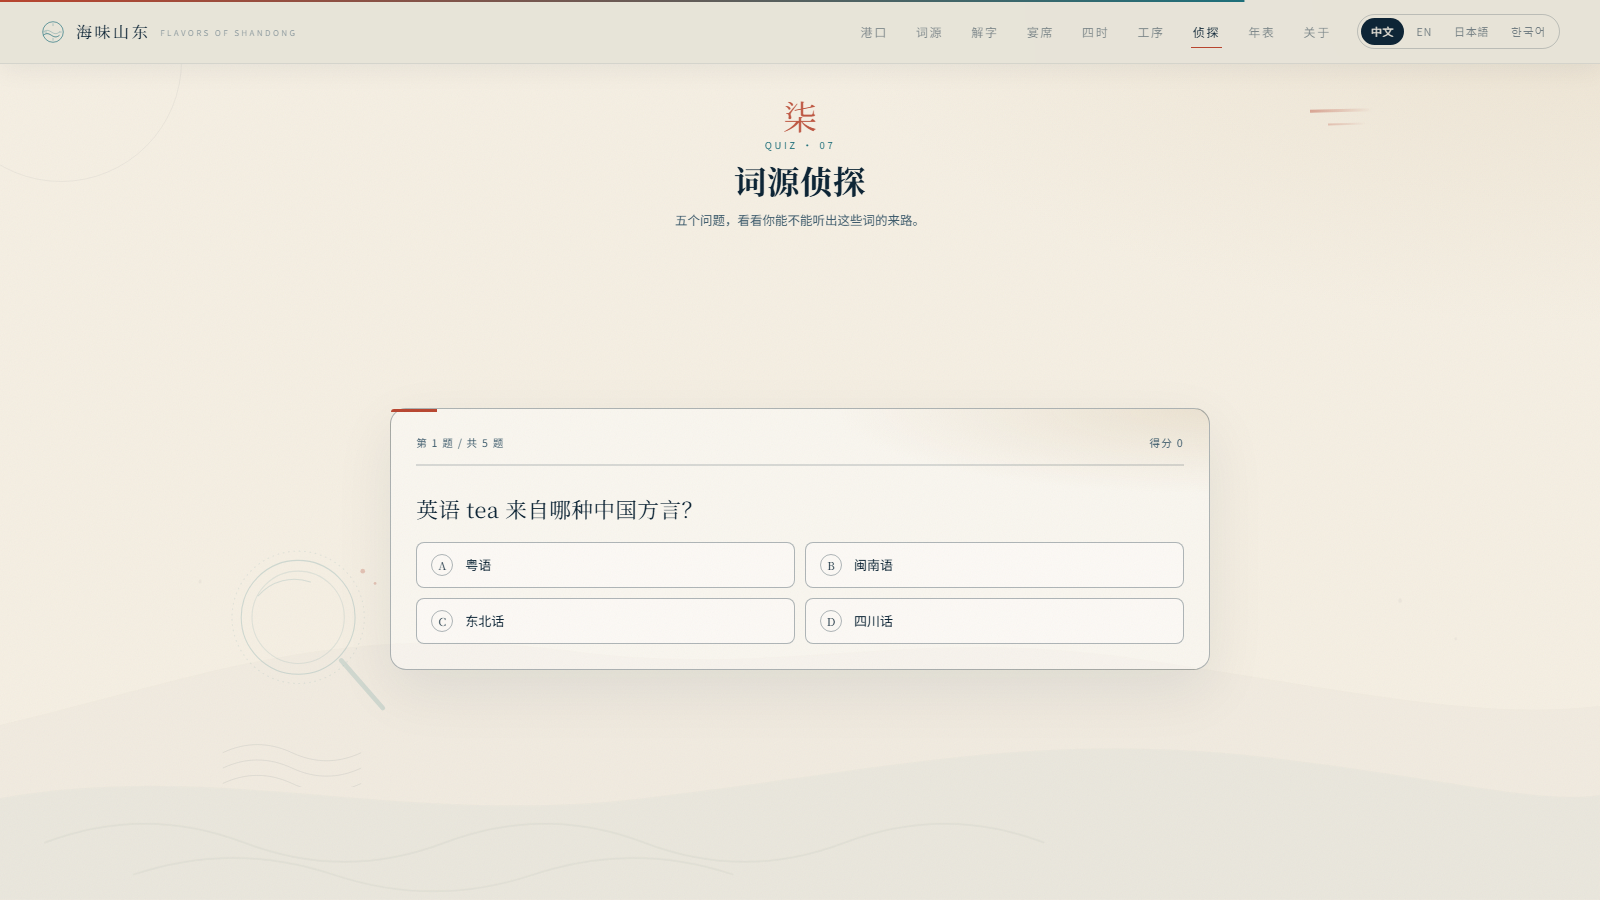 海味山东 FLAVORS OF SHANDONG
港口 词源 解字 宴席 四时 工序 侦探 年表 关于
中文 EN 日本語 한국어
柒
QUIZ · 07
词源侦探
五个问题，看看你能不能听出这些词的来路。
第 1 题 / 共 5 题
得分 0
英语 tea 来自哪种中国方言？
A 粤语
B 闽南语
C 东北话
D 四川话